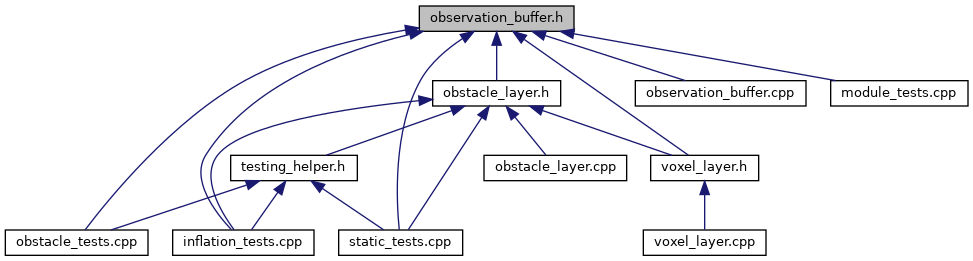 observation_buffer.h
obstacle_layer.h
observation_buffer.cpp
module_tests.cpp
testing_helper.h
obstacle_layer.cpp
voxel_layer.h
obstacle_tests.cpp
inflation_tests.cpp
static_tests.cpp
voxel_layer.cpp